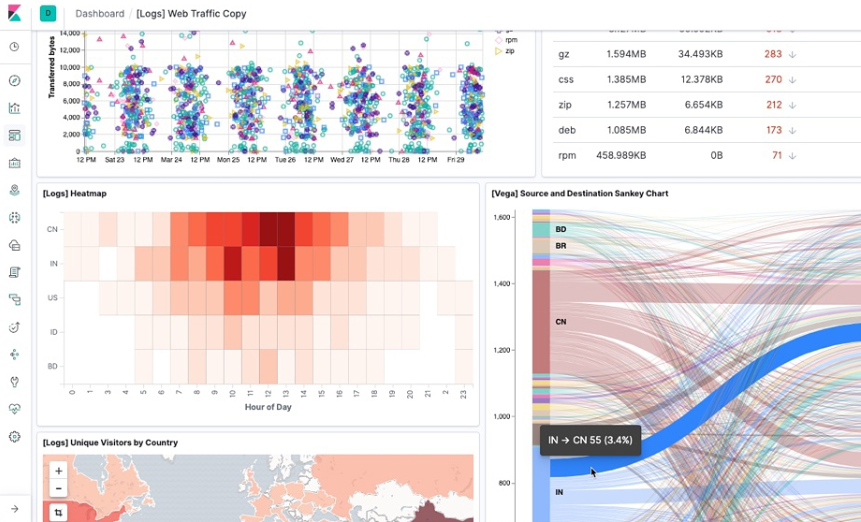 D Dashboard / [Logs] Web Traffic Copy
Transferred bytes
14,000
12,000
10,000
8,000
6,000
4,000
2,000
0
12 PM Sat 23 12 PM Mar 24 12 PM Mon 25 12 PM Tue 26 12 PM Wed 27 12 PM Thu 28 12 PM Fri 29
gz
rpm
zip
gz 1.594MB 34.493KB 283
css 1.385MB 12.378KB 270
zip 1.257MB 6.654KB 212
deb 1.085MB 6.844KB 173
rpm 458.989KB 0B 71
[Logs] Heatmap
CN
IN
US
ID
BD
0 1 2 3 4 5 6 7 8 9 10 11 12 13 14 15 16 17 18 19 20 21 2 23
Hour of Day
[Vega] Source and Destination Sankey Chart
1,600
1,400
1,200
1,000
800
BD
BR
CN
IN → CN 55 (3.4%)
IN
[Logs] Unique Visitors by Country
+
−